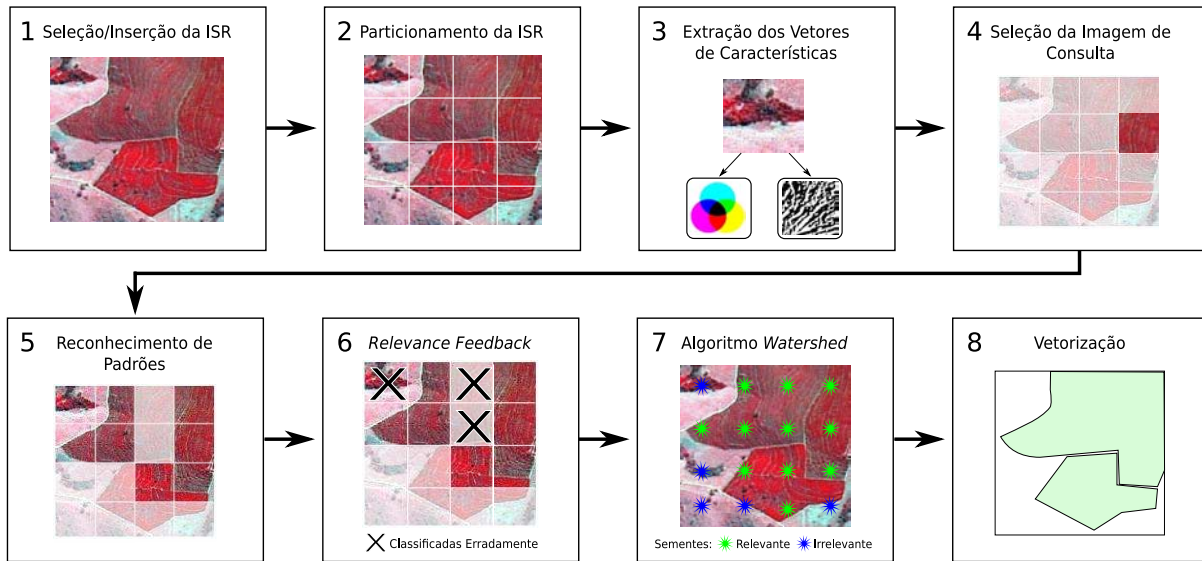 1 Seleção/Inserção da ISR
2 Particionamento da ISR
3 Extração dos Vetores
de Características
4 Seleção da Imagem de
Consulta
5 Reconhecimento de
Padrões
6 Relevance Feedback
Classificadas Erradamente
7 Algoritmo Watershed
Sementes: Relevante Irrelevante
8 Vetorização